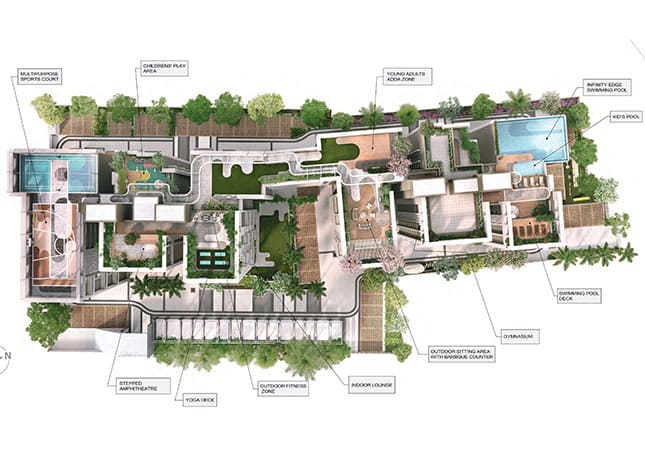 MULTIPURPOSE
SPORTS COURT
CHILDRENS' PLAY
AREA
YOUNG ADULTS
ADDA ZONE
INFINITY EDGE
SWIMMING POOL
KID'S POOL
SWIMMING POOL
DECK
GYMNASIUM
OUTDOOR SITTING AREA
WITH BARBIQUE COUNTER
INDOOR LOUNGE
OUTDOOR FITNESS
ZONE
YOGA DECK
STEPPED
AMPHITHEATRE
N